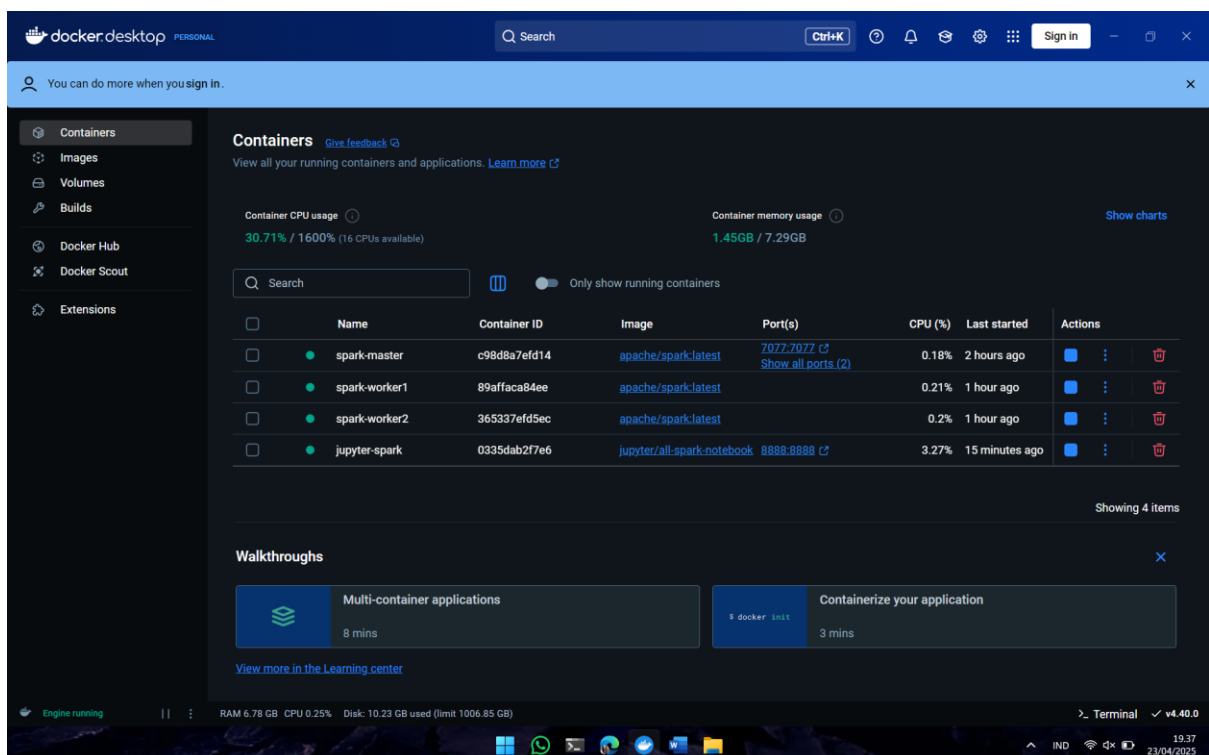 docker.desktop PERSONAL
Search Ctrl+K
Sign in
You can do more when you sign in.
Containers
Images
Volumes
Builds
Docker Hub
Docker Scout
Extensions
Containers Give feedback
View all your running containers and applications. Learn more
Container CPU usage
30.71% / 1600% (16 CPUs available)
Container memory usage
1.45GB / 7.29GB
Show charts
Search
Only show running containers
Name Container ID Image Port(s) CPU (%) Last started Actions
spark-master c98d8a7efd14 apache/spark:latest 7077:7077 0.18% 2 hours ago
Show all ports (2)
spark-worker1 89affaca84ee apache/spark:latest 0.21% 1 hour ago
spark-worker2 365337efd5ec apache/spark:latest 0.2% 1 hour ago
jupyter-spark 0335dab2f7e6 jupyter/all-spark-notebook 8888:8888 3.27% 15 minutes ago
Showing 4 items
Walkthroughs
Multi-container applications
8 mins
$ docker init
Containerize your application
3 mins
View more in the Learning center
Engine running RAM 6.78 GB CPU 0.25% Disk: 10.23 GB used (limit 1006.85 GB) >_ Terminal v4.40.0
IND 19.37
23/04/2025